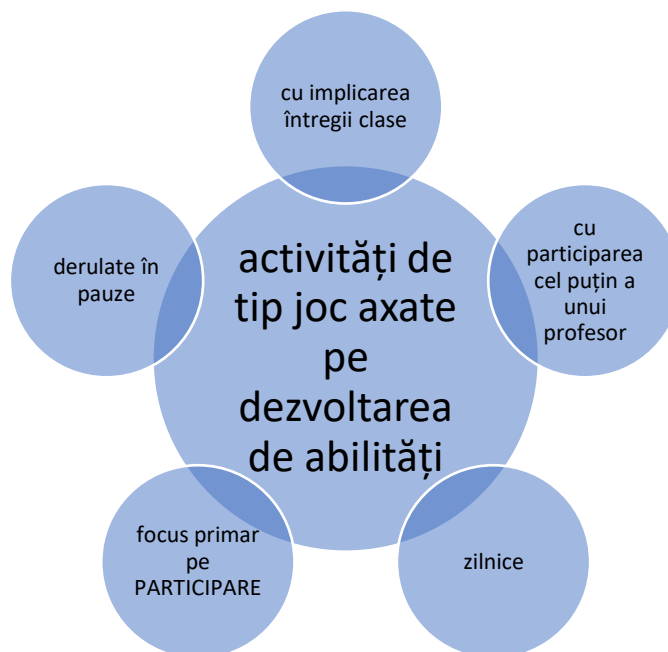 cu implicarea
întregii clase
derulate în
pauze
activități de
tip joc axate
pe
dezvoltarea
de abilități
cu
participarea
cel puțin a
unui
profesor
focus primar
pe
PARTICIPARE
zilnice